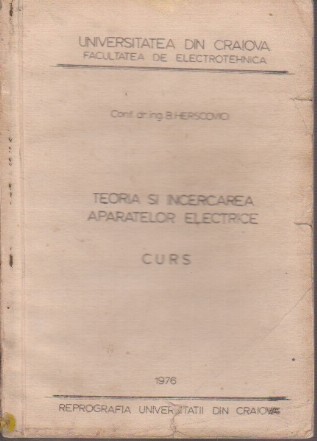 UNIVERSITATEA DIN CRAIOVA
FACULTATEA DE ELECTROTEHNICA
Conf. dr. ing. B. HERSCOVICI
TEORIA SI INCERCAREA
APARATELOR ELECTRICE
CURS
1976
REPROGRAFIA UNIVERSITATII DIN CRAIOVA